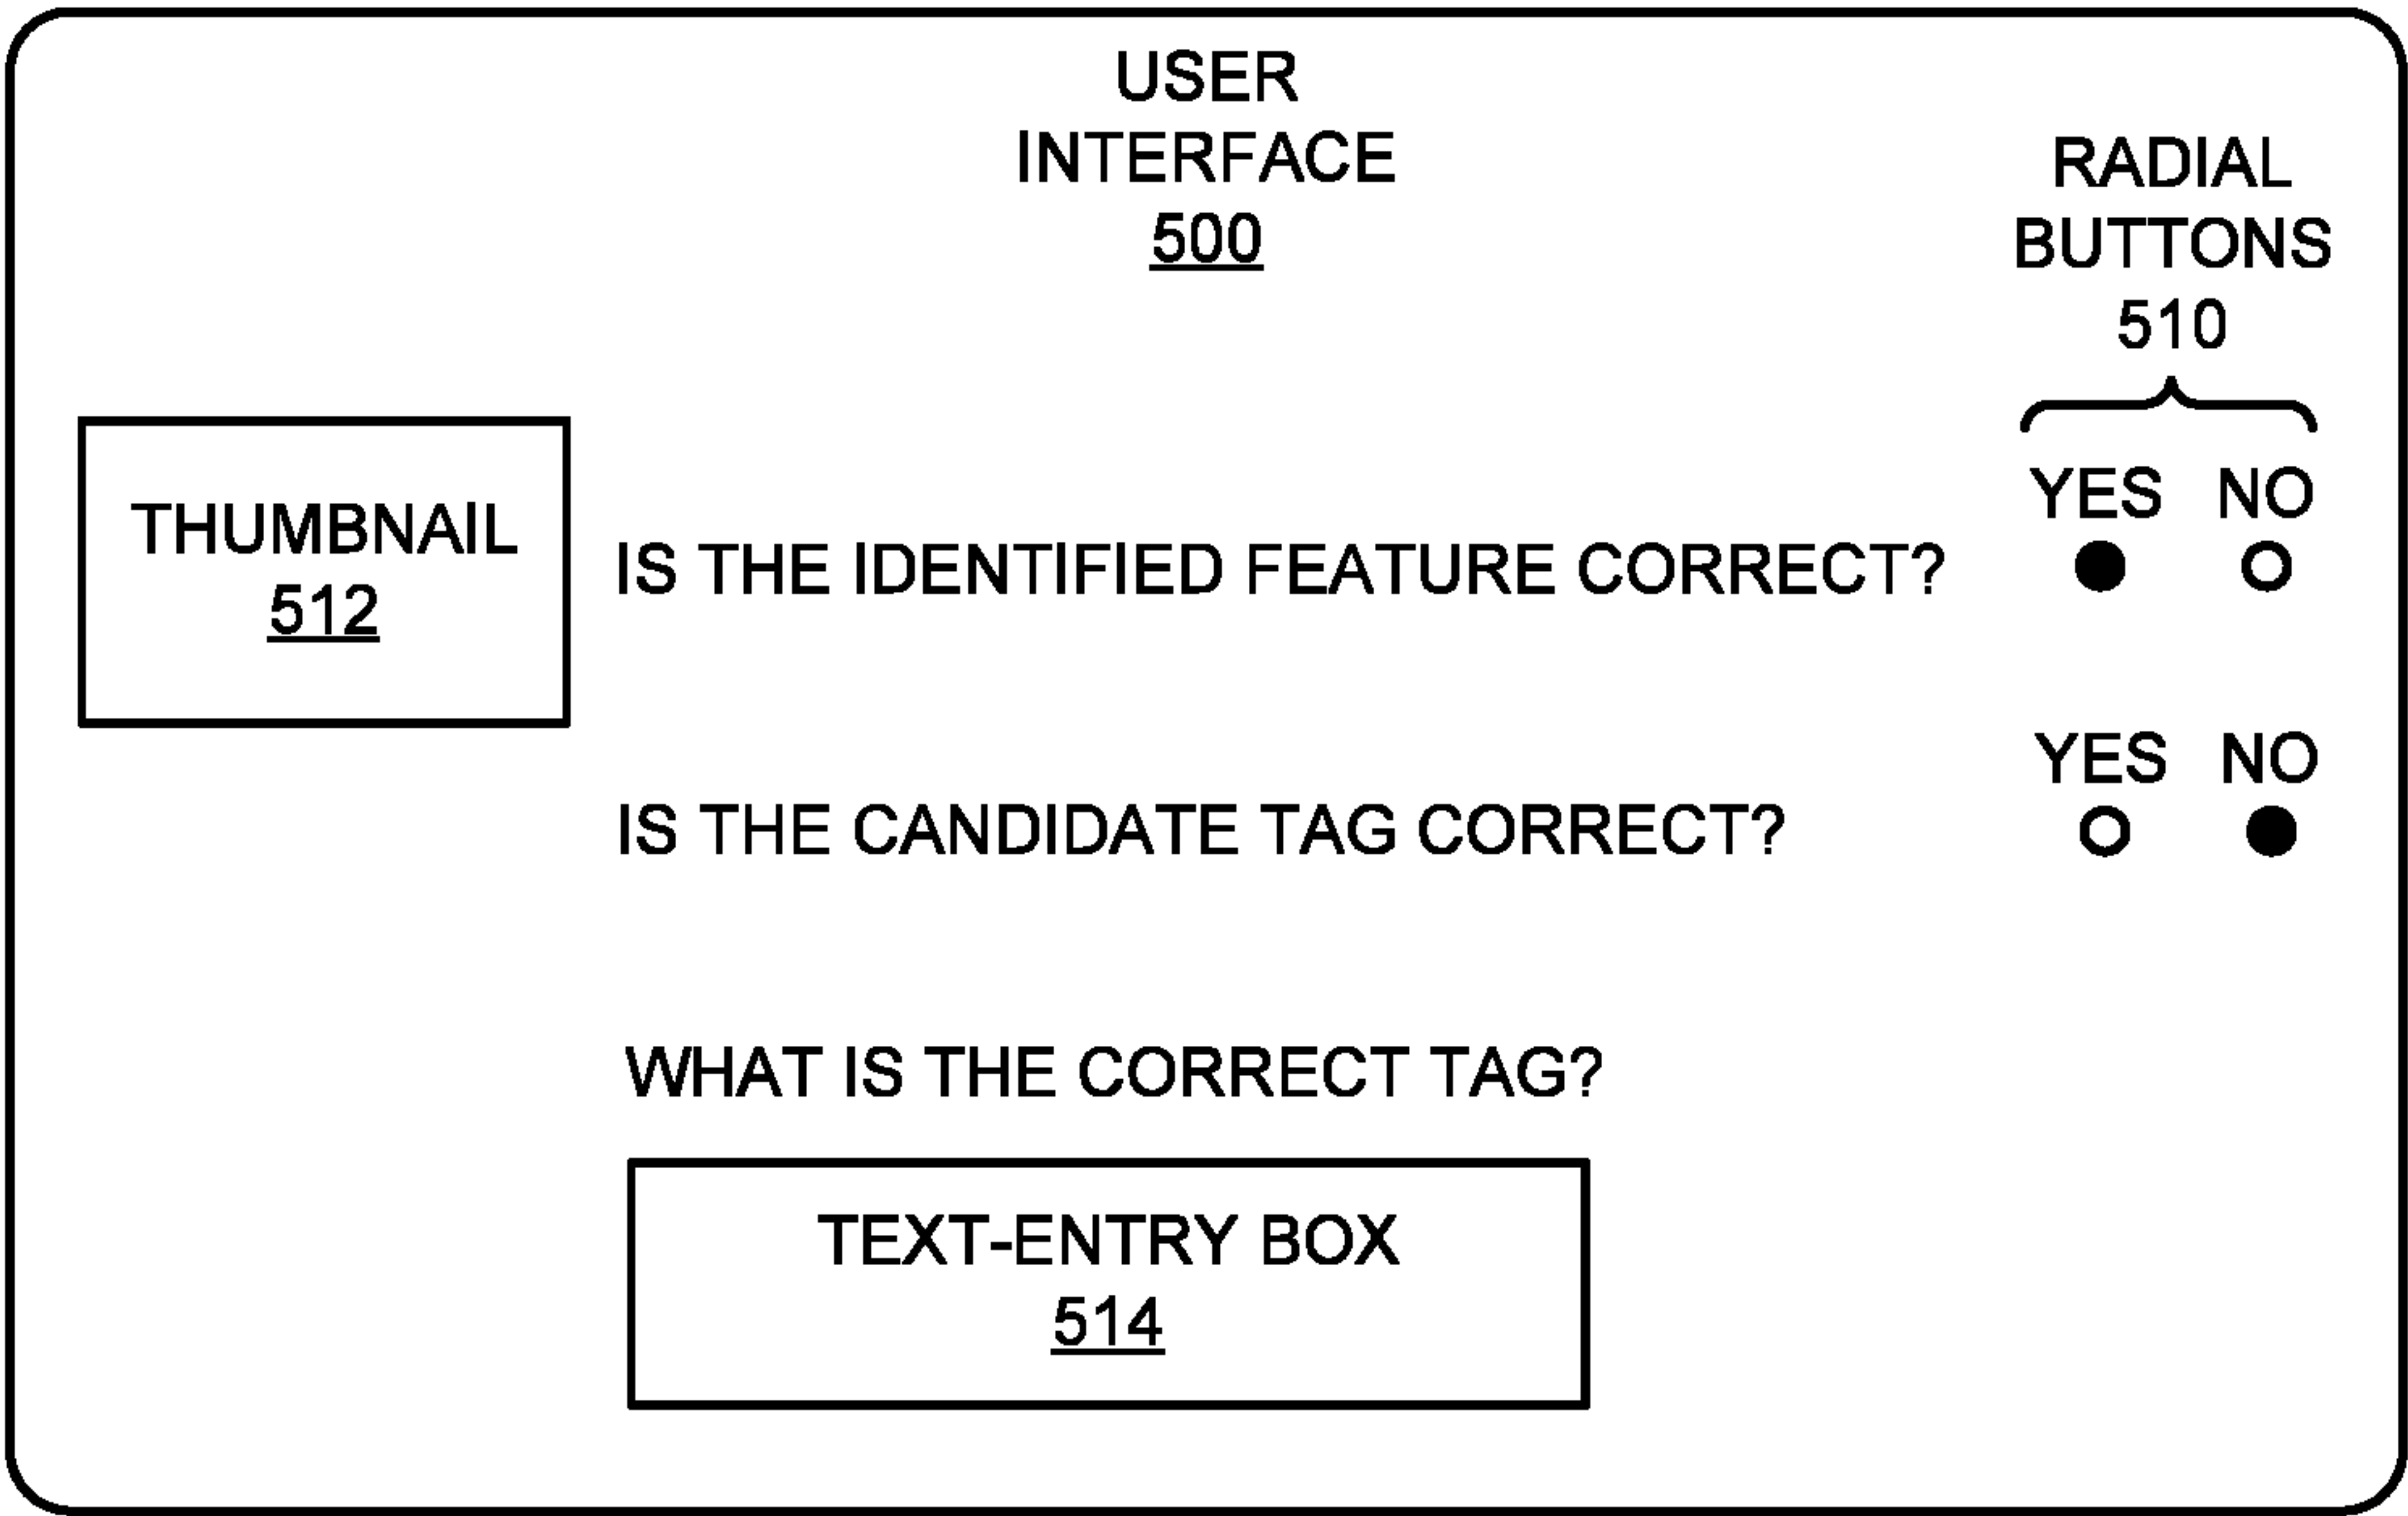 USER
INTERFACE
500
RADIAL
BUTTONS
510
THUMBNAIL
512
YES NO
IS THE IDENTIFIED FEATURE CORRECT?
YES NO
IS THE CANDIDATE TAG CORRECT?
WHAT IS THE CORRECT TAG?
TEXT-ENTRY BOX
514